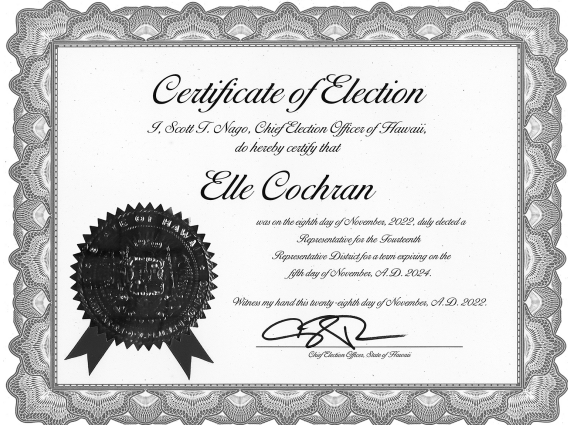 Certificate of Election
I, Scott T. Nago, Chief Election Officer of Hawaii,
do hereby certify that
Elle Cochran
was on the eighth day of November, 2022, duly elected a
Representative for the Fourteenth
Representative District for a term expiring on the
fifth day of November, A.D. 2024.
Witness my hand this twenty-eighth day of November, A.D. 2022.
Chief Election Officer, State of Hawaii